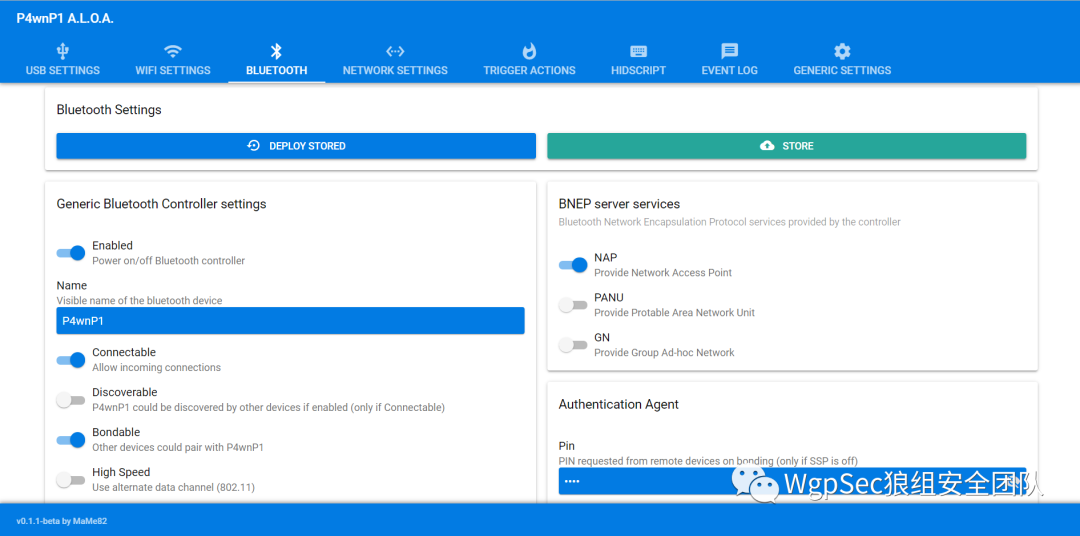 P4wnP1 A.L.O.A.
USB SETTINGS
WIFI SETTINGS
BLUETOOTH
NETWORK SETTINGS
TRIGGER ACTIONS
HIDSCRIPT
EVENT LOG
GENERIC SETTINGS
Bluetooth Settings
DEPLOY STORED
STORE
Generic Bluetooth Controller settings
Enabled
Power on/off Bluetooth controller
Name
Visible name of the bluetooth device
P4wnP1
Connectable
Allow incoming connections
Discoverable
P4wnP1 could be discovered by other devices if enabled (only if Connectable)
Bondable
Other devices could pair with P4wnP1
High Speed
Use alternate data channel (802.11)
BNEP server services
Bluetooth Network Encapsulation Protocol services provided by the controller
NAP
Provide Network Access Point
PANU
Provide Protable Area Network Unit
GN
Provide Group Ad-hoc Network
Authentication Agent
Pin
PIN requested from remote devices on bonding (only if SSP is off)
••••
WgpSec狼组安全团队
v0.1.1-beta by MaMe82